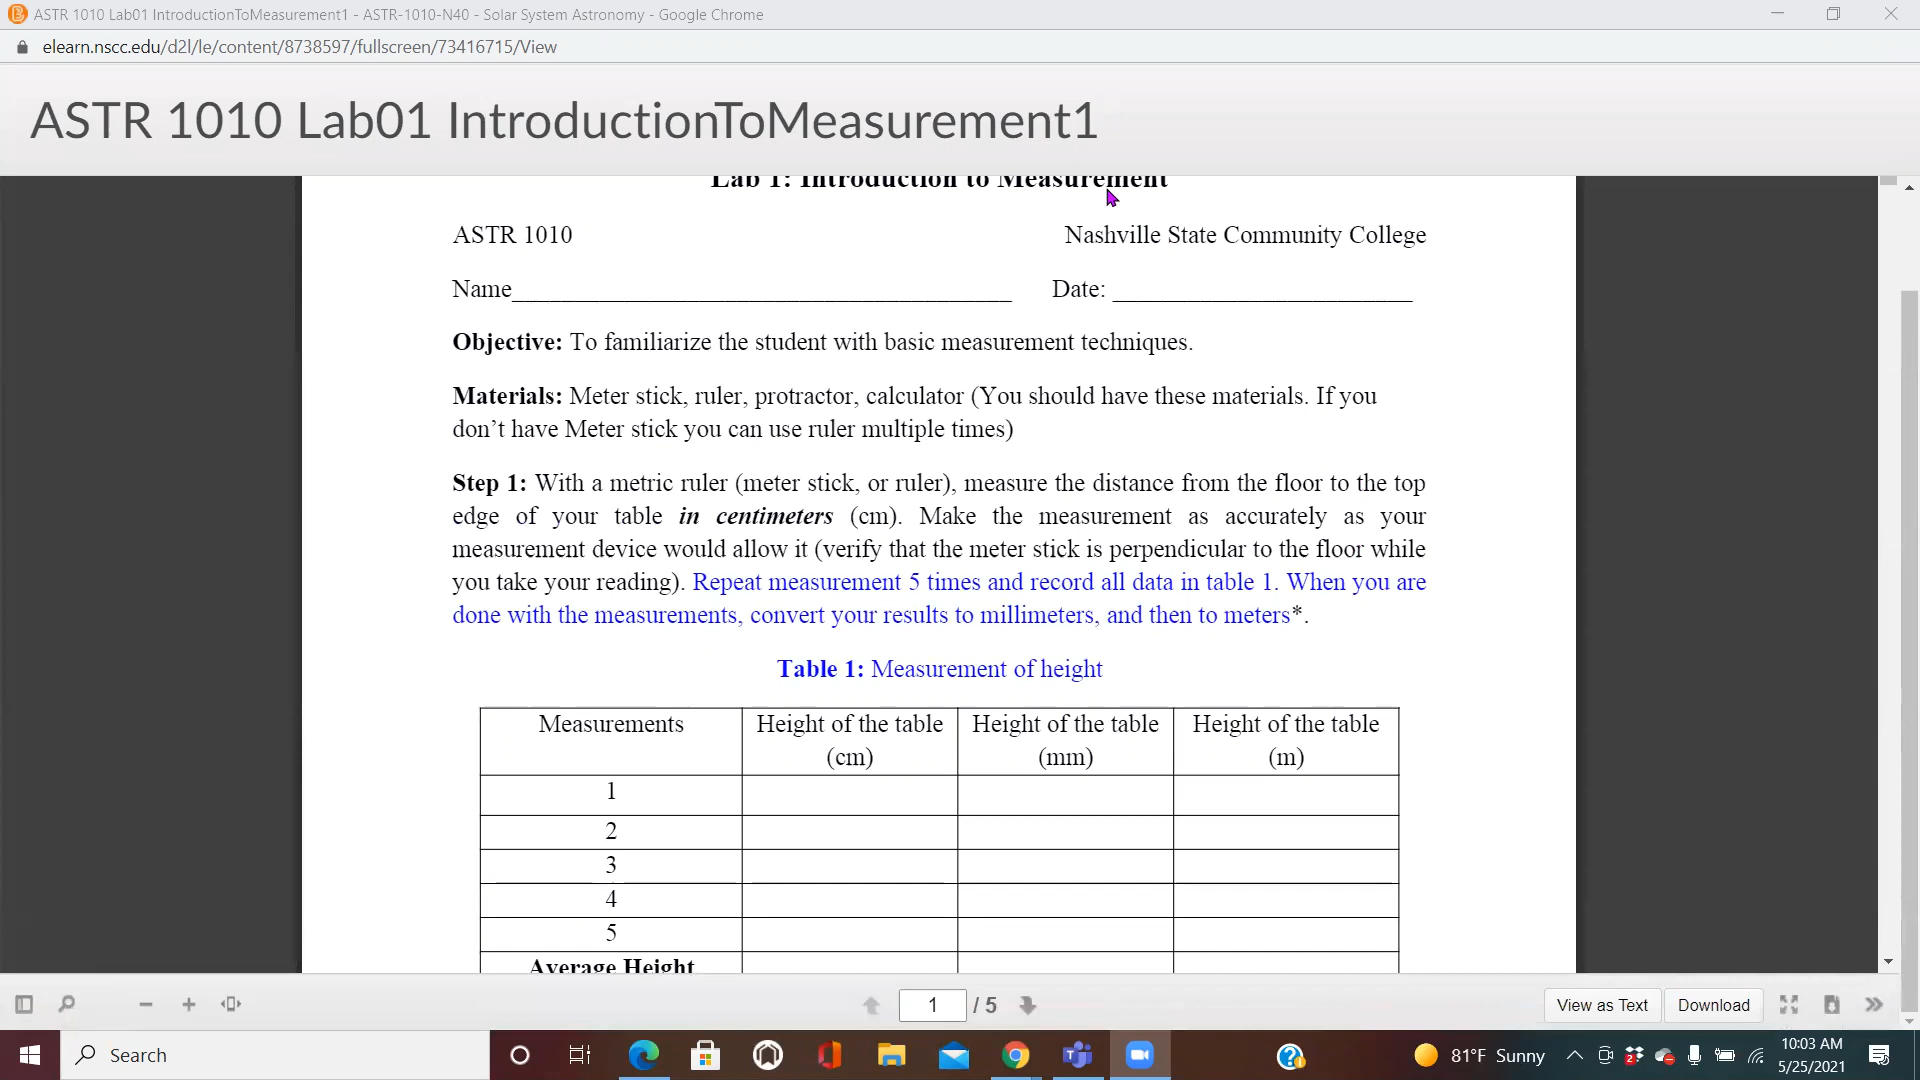 ASTR 1010 Lab01 IntroductionToMeasurement1 - ASTR-1010-N40 - Solar System Astronomy - Google Chrome
elearn.nscc.edu/d2l/le/content/8738597/fullscreen/73416715/View
ASTR 1010 Lab01 IntroductionToMeasurement1
Lab 1: Introduction to Measurement
ASTR 1010 Nashville State Community College
Name Date:
Objective: To familiarize the student with basic measurement techniques.
Materials: Meter stick, ruler, protractor, calculator (You should have these materials. If you
don’t have Meter stick you can use ruler multiple times)
Step 1: With a metric ruler (meter stick, or ruler), measure the distance from the floor to the top
edge of your table in centimeters (cm). Make the measurement as accurately as your
measurement device would allow it (verify that the meter stick is perpendicular to the floor while
you take your reading). Repeat measurement 5 times and record all data in table 1. When you are
done with the measurements, convert your results to millimeters, and then to meters*.
Table 1: Measurement of height
Measurements Height of the table Height of the table Height of the table
(cm) (mm) (m)
1
2
3
4
5
Average Height
1 / 5 View as Text Download
Search 81°F Sunny 2 10:03 AM
5/25/2021